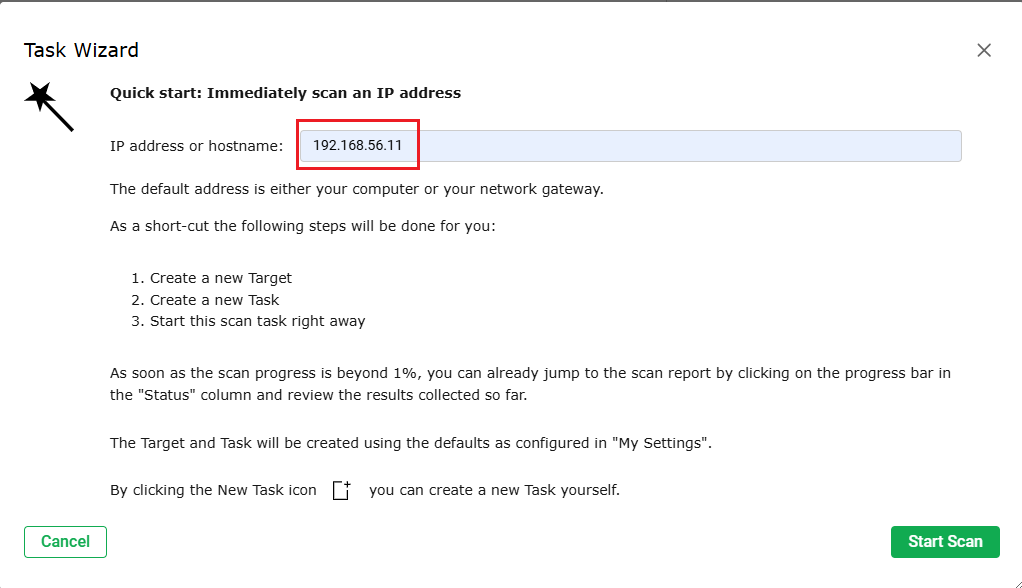 Task Wizard
Quick start: Immediately scan an IP address
IP address or hostname: 192.168.56.11
The default address is either your computer or your network gateway.
As a short-cut the following steps will be done for you:
1. Create a new Target
2. Create a new Task
3. Start this scan task right away
As soon as the scan progress is beyond 1%, you can already jump to the scan report by clicking on the progress bar in
the "Status" column and review the results collected so far.
The Target and Task will be created using the defaults as configured in "My Settings".
By clicking the New Task icon you can create a new Task yourself.
Cancel Start Scan